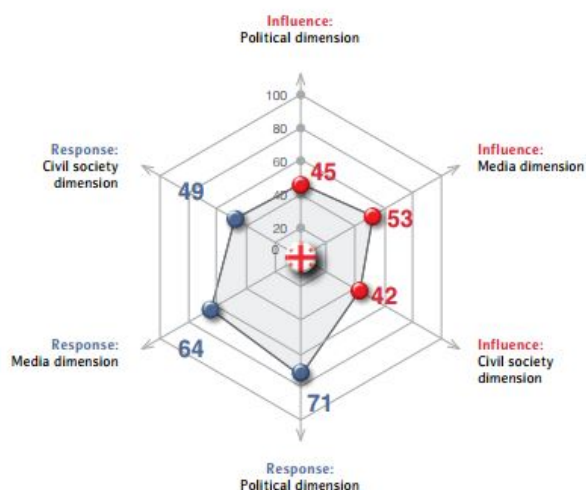 Influence:
Political dimension
100
80
60
40
20
0
45
Influence:
Media dimension
53
42
Influence:
Civil society
dimension
71
Response:
Political dimension
64
Response:
Media dimension
49
Response:
Civil society
dimension